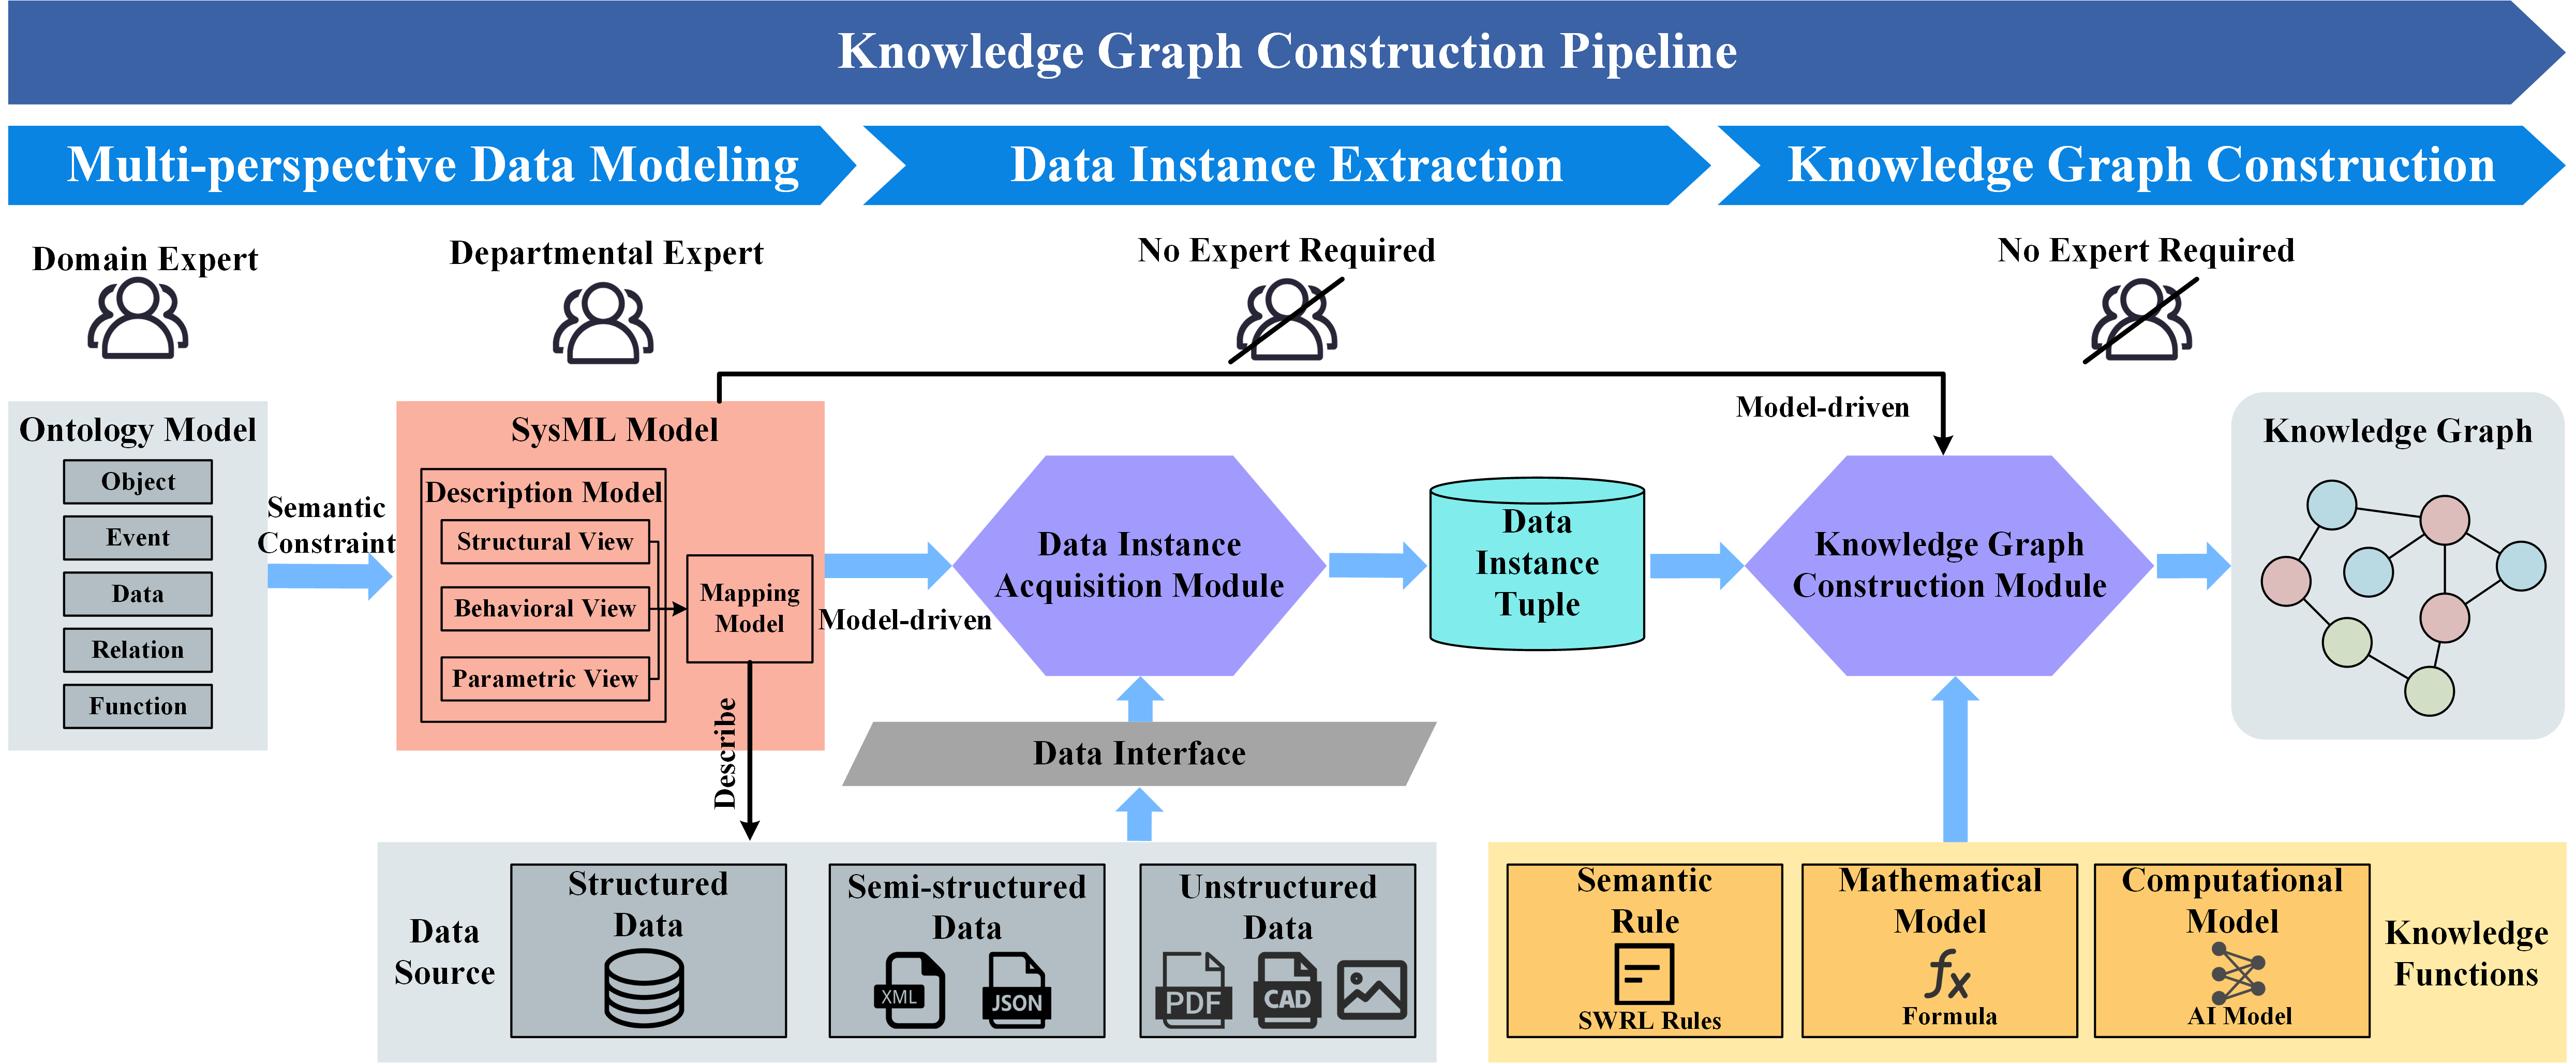 Knowledge Graph Construction Pipeline
Multi-perspective Data Modeling
Data Instance Extraction
Knowledge Graph Construction
Domain Expert
Departmental Expert
No Expert Required
No Expert Required
Ontology Model
Object
Event
Data
Relation
Function
Semantic
Constraint
SysML Model
Description Model
Structural View
Behavioral View
Parametric View
Mapping
Model
Describe
Model-driven
Data Instance
Acquisition Module
Data
Instance
Tuple
Model-driven
Knowledge Graph
Construction Module
Knowledge Graph
Data Interface
Data
Source
Structured
Data
Semi-structured
Data
XML
JSON
Unstructured
Data
PDF
CAD
Semantic
Rule
SWRL Rules
Mathematical
Model
fx
Formula
Computational
Model
AI Model
Knowledge
Functions